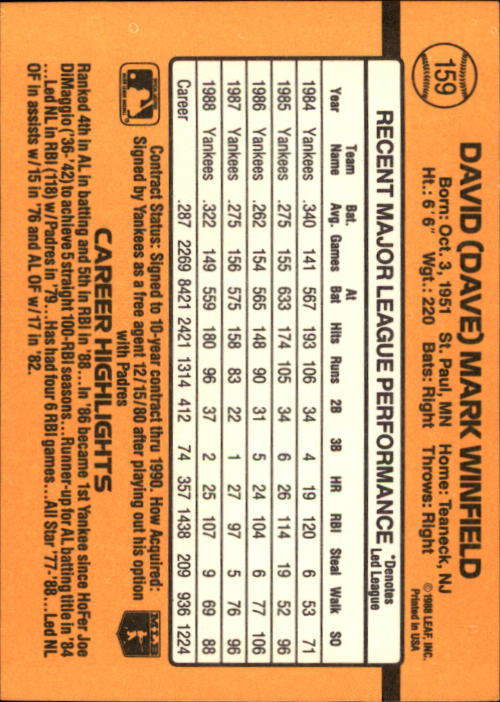 159
DAVID (DAVE) MARK WINFIELD
Born: Oct. 3, 1951 St. Paul, MN Home: Teaneck, NJ
Ht.: 6' 6" Wgt.: 220 Bats: Right Throws: Right
©1988 LEAF, INC.
Printed in USA
RECENT MAJOR LEAGUE PERFORMANCE
*Denotes
Led League
Year Team Name Bat. Avg. Games At Bat Hits Runs 2B 3B HR RBI Steal Walk SO
1984 Yankees .340 141 567 193 106 34 4 19 120 6 53 71
1985 Yankees .275 155 633 174 105 34 6 26 114 19 52 96
1986 Yankees .262 154 565 148 90 31 5 24 104 6 77 106
1987 Yankees .275 156 575 158 83 22 1 27 97 5 76 96
1988 Yankees .322 149 559 180 96 37 2 25 107 9 69 88
Career .287 2269 8421 2421 1314 412 74 357 1438 209 936 1224
Contract Status: Signed to 10-year contract thru 1990. How Acquired:
Signed by Yankees as a free agent 12/15/80 after playing out his option
with Padres
MLB
CAREER HIGHLIGHTS
Ranked 4th in AL in batting and 5th in RBI in '88...In '86 became 1st Yankee since HoFer Joe
DiMaggio ('36-'42) to achieve 5 straight 100-RBI seasons...Runner-up for AL batting title in '84
...Led NL in RBI (118) w/Padres in '79...Has had four 6 RBI games...All Star '77-'88...Led NL
OF in assists w/15 in '76 and AL OF w/17 in '82.